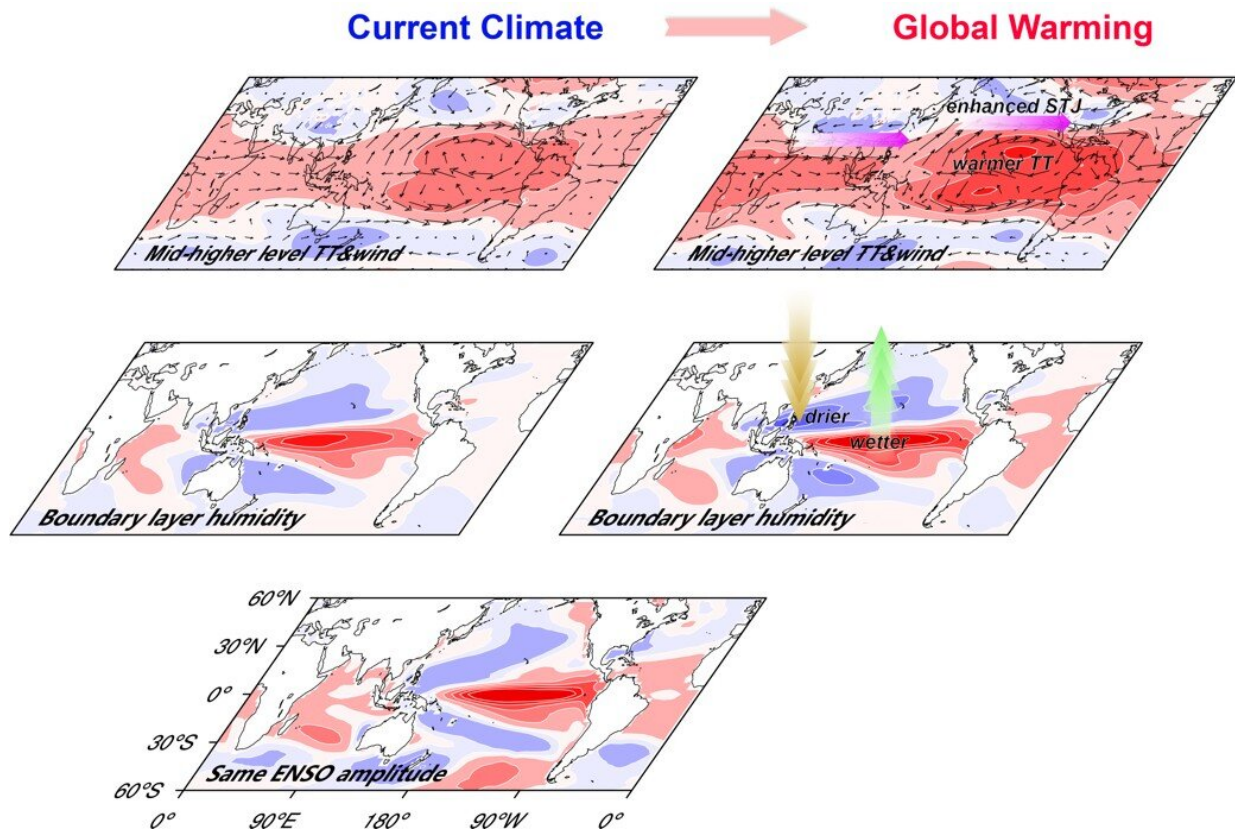 Current Climate
Global Warming
enhanced STJ
warmer TT
Mid-higher level TT&wind
Mid-higher level TT&wind
drier
wetter
Boundary layer humidity
Boundary layer humidity
60°N
30°N
0°
30°S
60°S
Same ENSO amplitude
0°
90°E
180°
90°W
0°